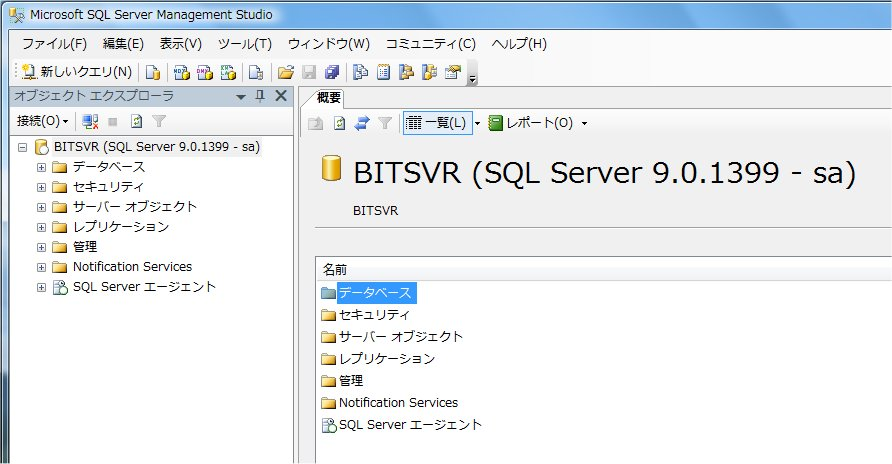 Microsoft SQL Server Management Studio
ファイル(F) 編集(E) 表示(V) ツール(T) ウィンドウ(W) コミュニティ(C) ヘルプ(H)
新しいクエリ(N)
オブジェクト エクスプローラ
接続(O)
BITSVR (SQL Server 9.0.1399 - sa)
データベース
セキュリティ
サーバー オブジェクト
レプリケーション
管理
Notification Services
SQL Server エージェント
概要
一覧(L) レポート(O)
BITSVR (SQL Server 9.0.1399 - sa)
BITSVR
名前
データベース
セキュリティ
サーバー オブジェクト
レプリケーション
管理
Notification Services
SQL Server エージェント